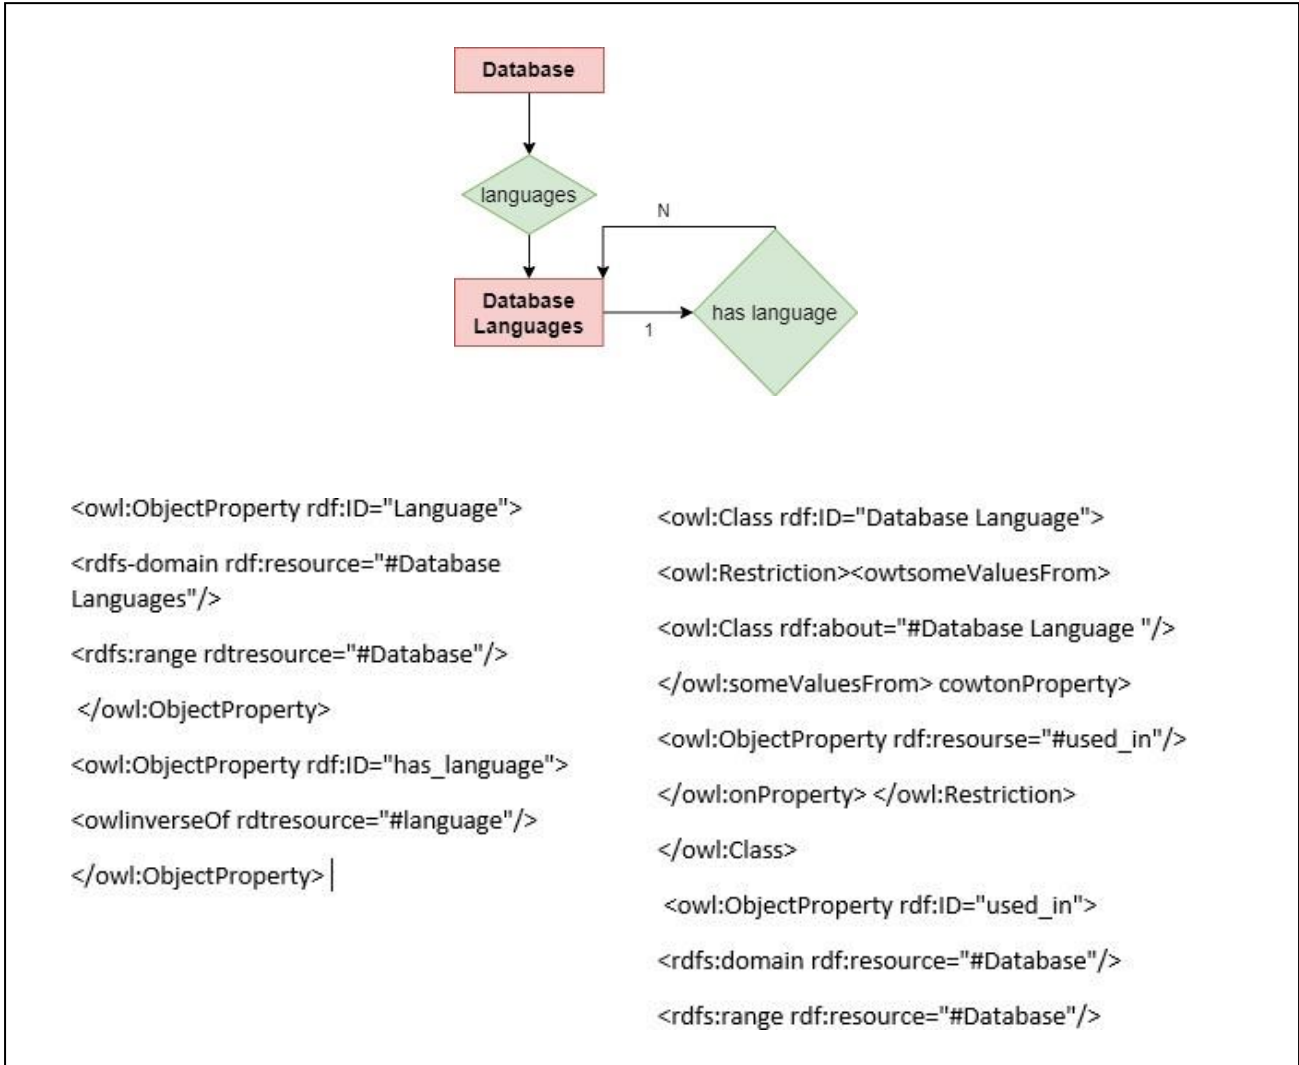 Database
languages
N
Database
Languages
1
has language
<owl:ObjectProperty rdf:ID="Language">
<rdfs-domain rdf:resource="#Database
Languages"/>
<rdfs:range rdtresource="#Database"/>
</owl:ObjectProperty>
<owl:ObjectProperty rdf:ID="has_language">
<owlinverseOf rdtresource="#language"/>
</owl:ObjectProperty>
<owl:Class rdf:ID="Database Language">
<owl:Restriction><owtsomeValuesFrom>
<owl:Class rdf:about="#Database Language "/>
</owl:someValuesFrom> cowtonProperty>
<owl:ObjectProperty rdf:resourse="#used_in"/>
</owl:onProperty> </owl:Restriction>
</owl:Class>
<owl:ObjectProperty rdf:ID="used_in">
<rdfs:domain rdf:resource="#Database"/>
<rdfs:range rdf:resource="#Database"/>